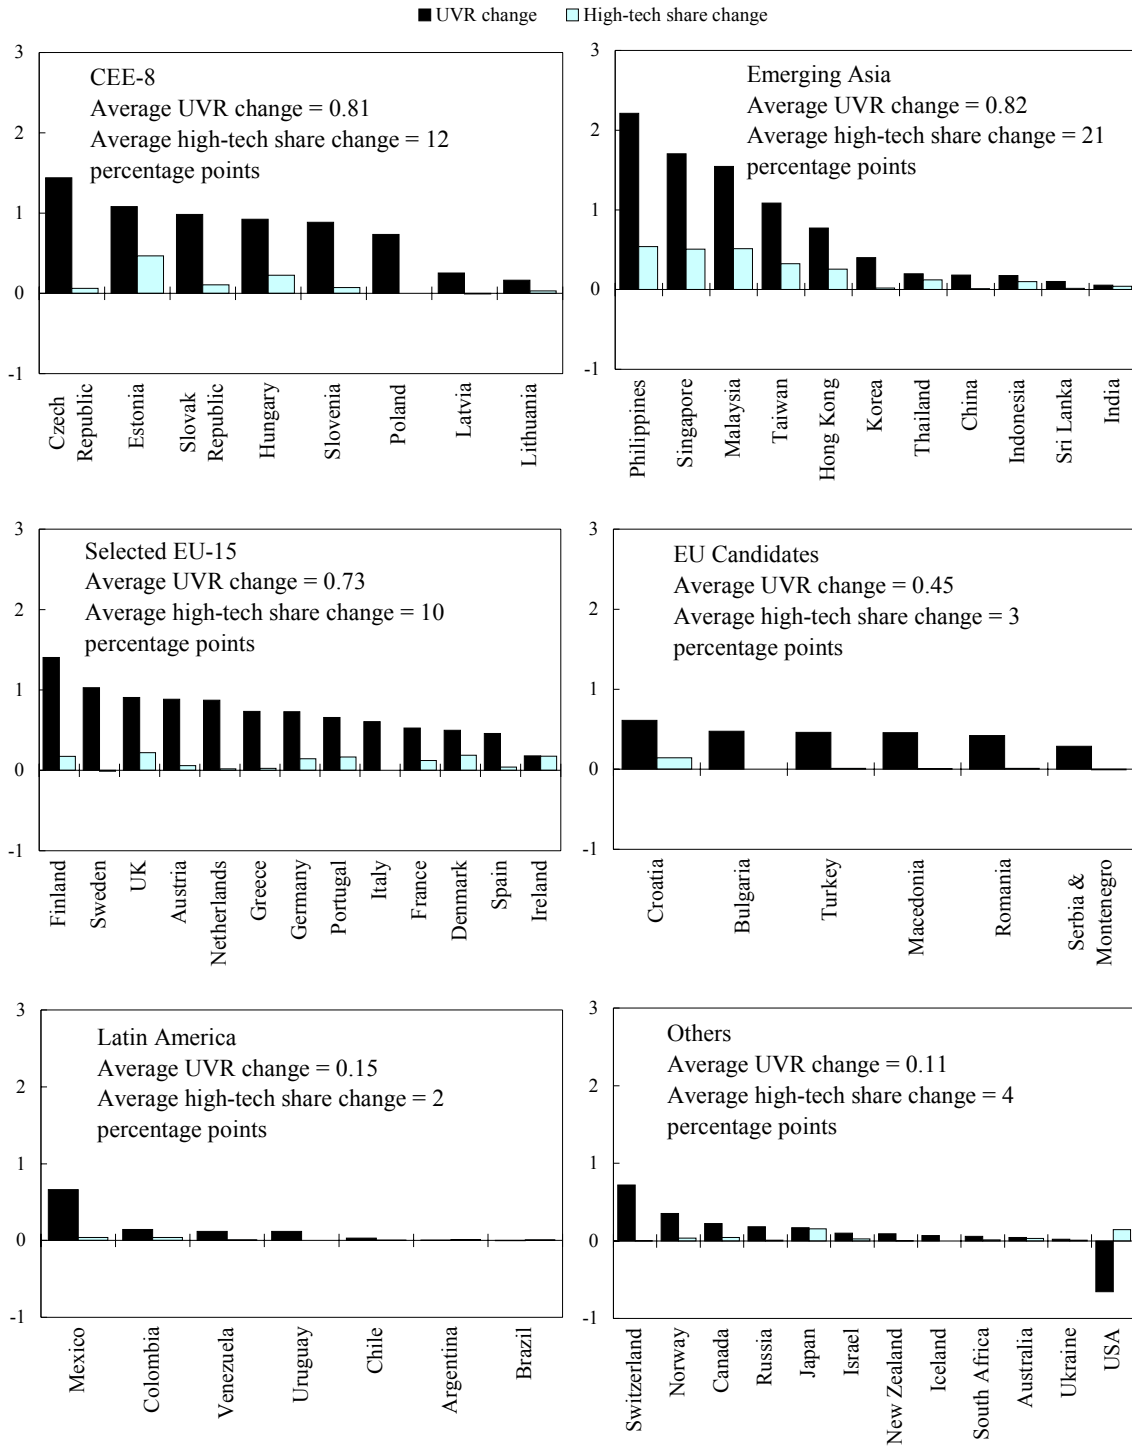 UVR change High-tech share change
3
2
1
0
-1
CEE-8
Average UVR change = 0.81
Average high-tech share change = 12
percentage points
Czech
Republic
Estonia
Slovak
Republic
Hungary
Slovenia
Poland
Latvia
Lithuania
3
2
1
0
-1
Emerging Asia
Average UVR change = 0.82
Average high-tech share change = 21
percentage points
Philippines
Singapore
Malaysia
Taiwan
Hong Kong
Korea
Thailand
China
Indonesia
Sri Lanka
India
3
2
1
0
-1
Selected EU-15
Average UVR change = 0.73
Average high-tech share change = 10
percentage points
Finland
Sweden
UK
Austria
Netherlands
Greece
Germany
Portugal
Italy
France
Denmark
Spain
Ireland
3
2
1
0
-1
EU Candidates
Average UVR change = 0.45
Average high-tech share change = 3
percentage points
Croatia
Bulgaria
Turkey
Macedonia
Romania
Serbia &
Montenegro
3
2
1
0
-1
Latin America
Average UVR change = 0.15
Average high-tech share change = 2
percentage points
Mexico
Colombia
Venezuela
Uruguay
Chile
Argentina
Brazil
3
2
1
0
-1
Others
Average UVR change = 0.11
Average high-tech share change = 4
percentage points
Switzerland
Norway
Canada
Russia
Japan
Israel
New Zealand
Iceland
South Africa
Australia
Ukraine
USA